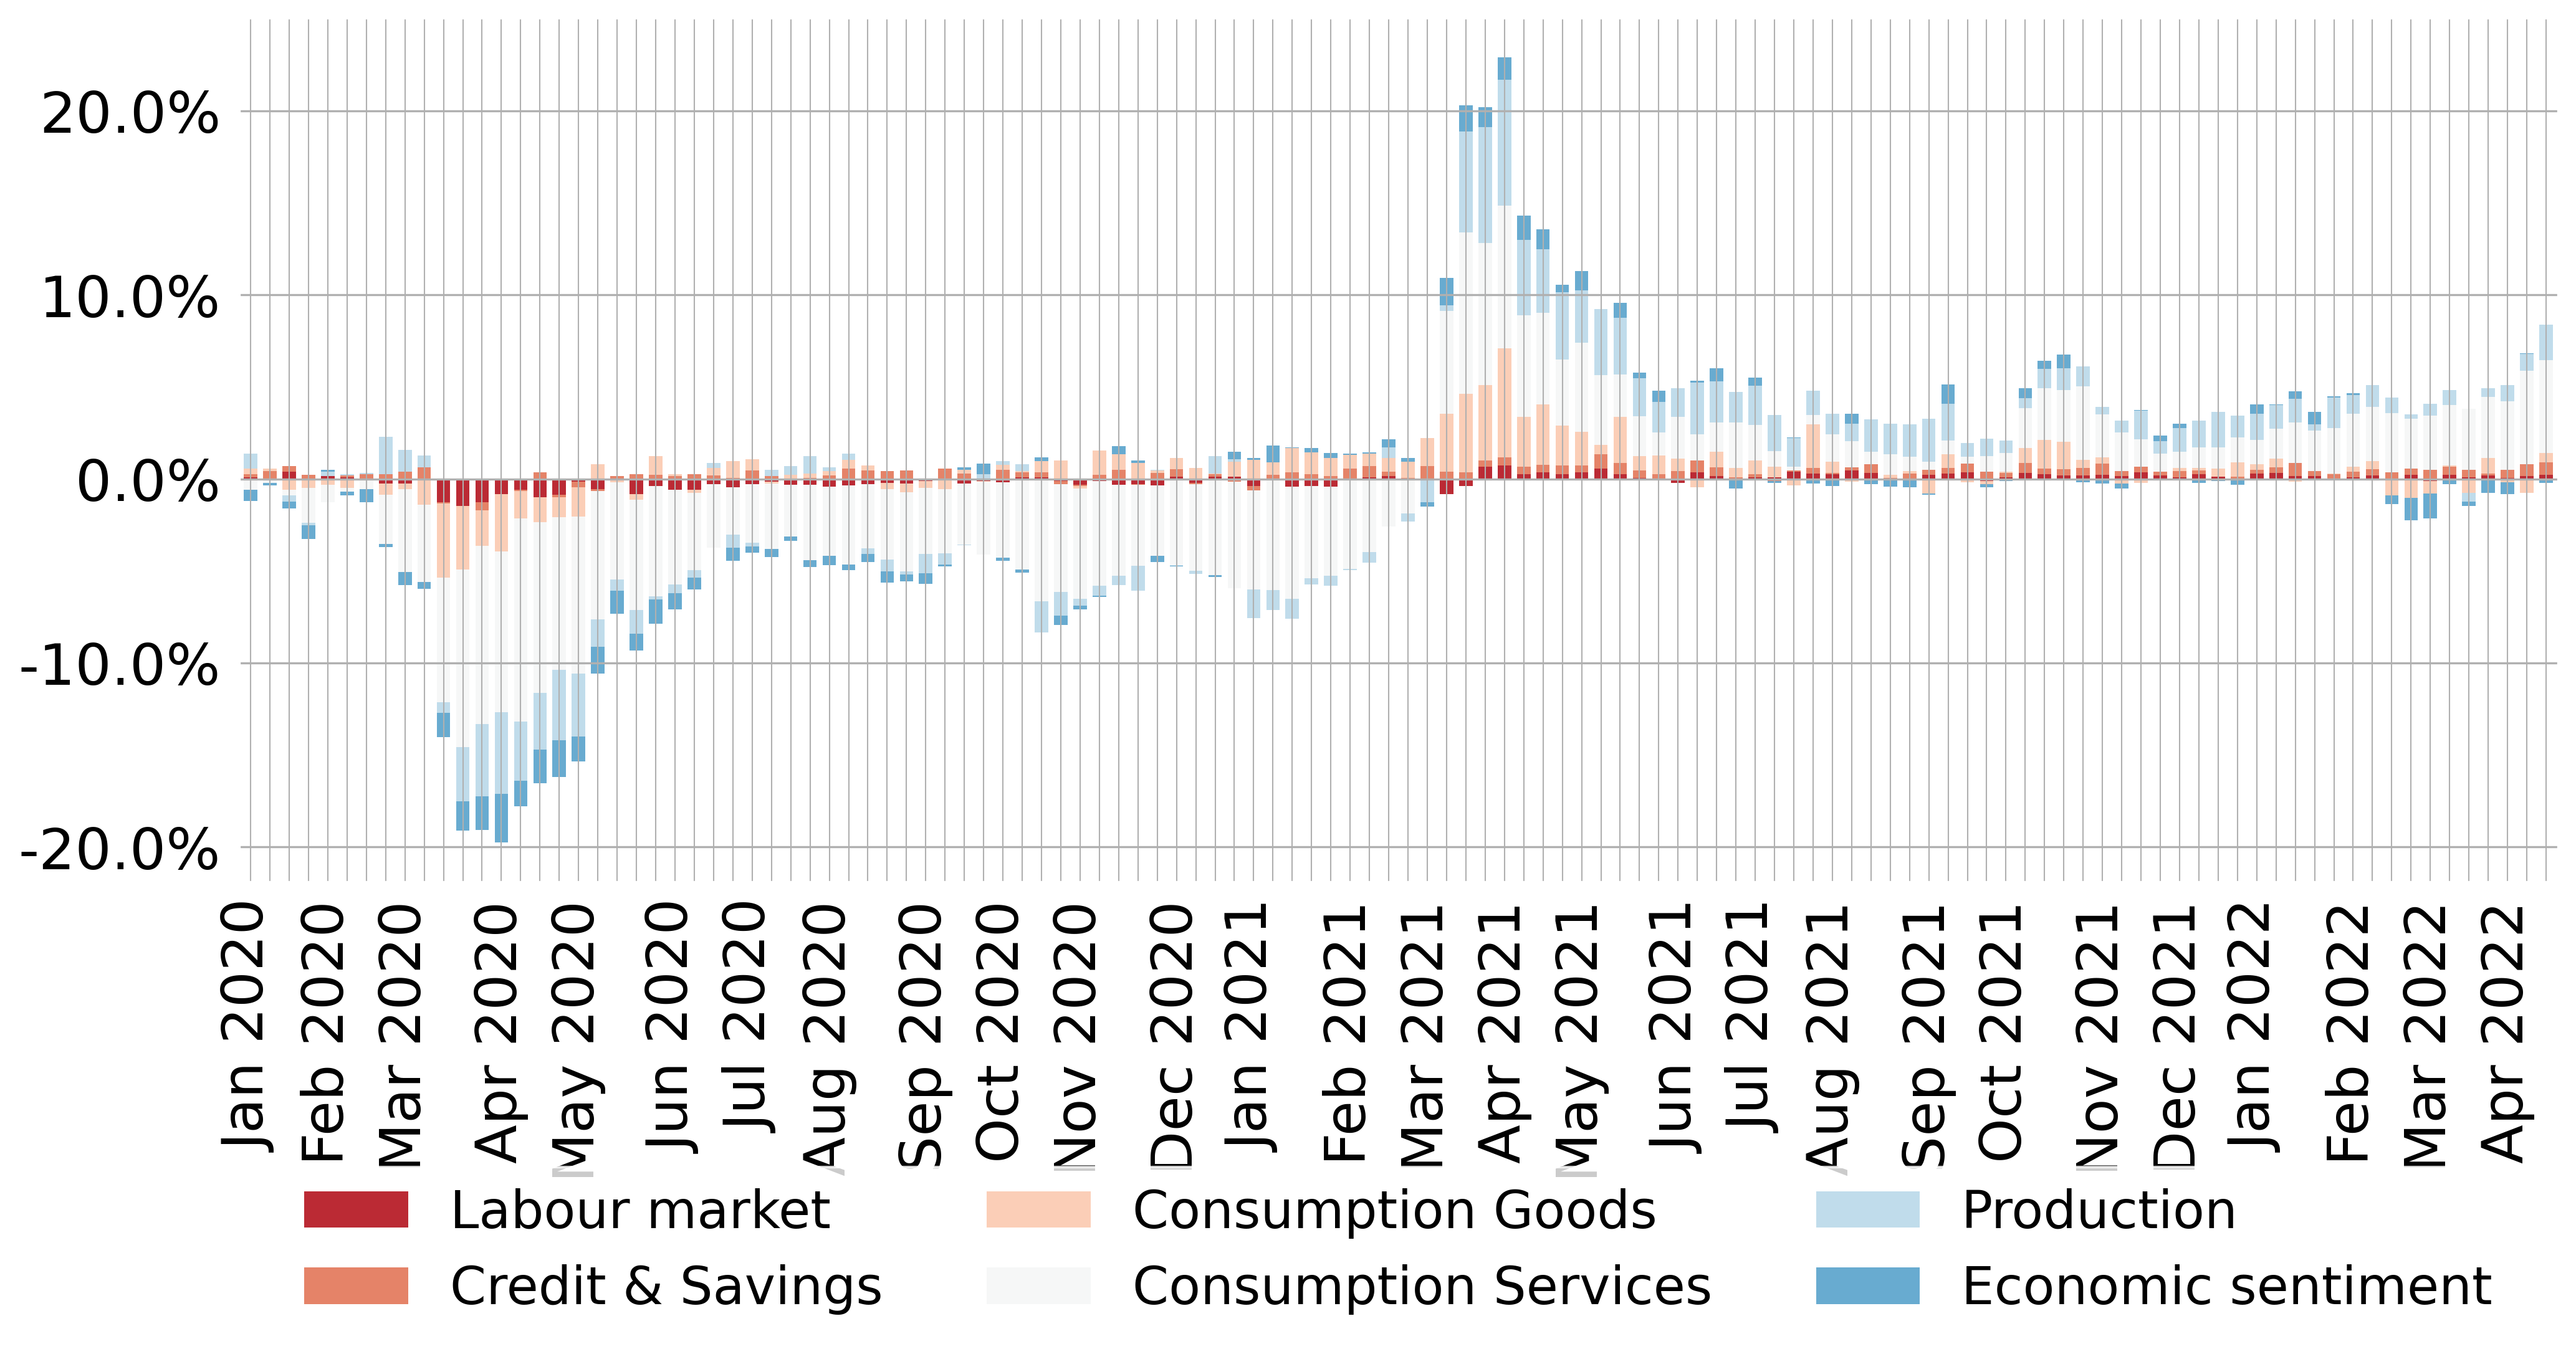 20.0%
10.0%
0.0%
-10.0%
-20.0%
Jan 2020
Feb 2020
Mar 2020
Apr 2020
May 2020
Jun 2020
Jul 2020
Aug 2020
Sep 2020
Oct 2020
Nov 2020
Dec 2020
Jan 2021
Feb 2021
Mar 2021
Apr 2021
May 2021
Jun 2021
Jul 2021
Aug 2021
Sep 2021
Oct 2021
Nov 2021
Dec 2021
Jan 2022
Feb 2022
Mar 2022
Apr 2022
Labour market
Credit & Savings
Consumption Goods
Consumption Services
Production
Economic sentiment